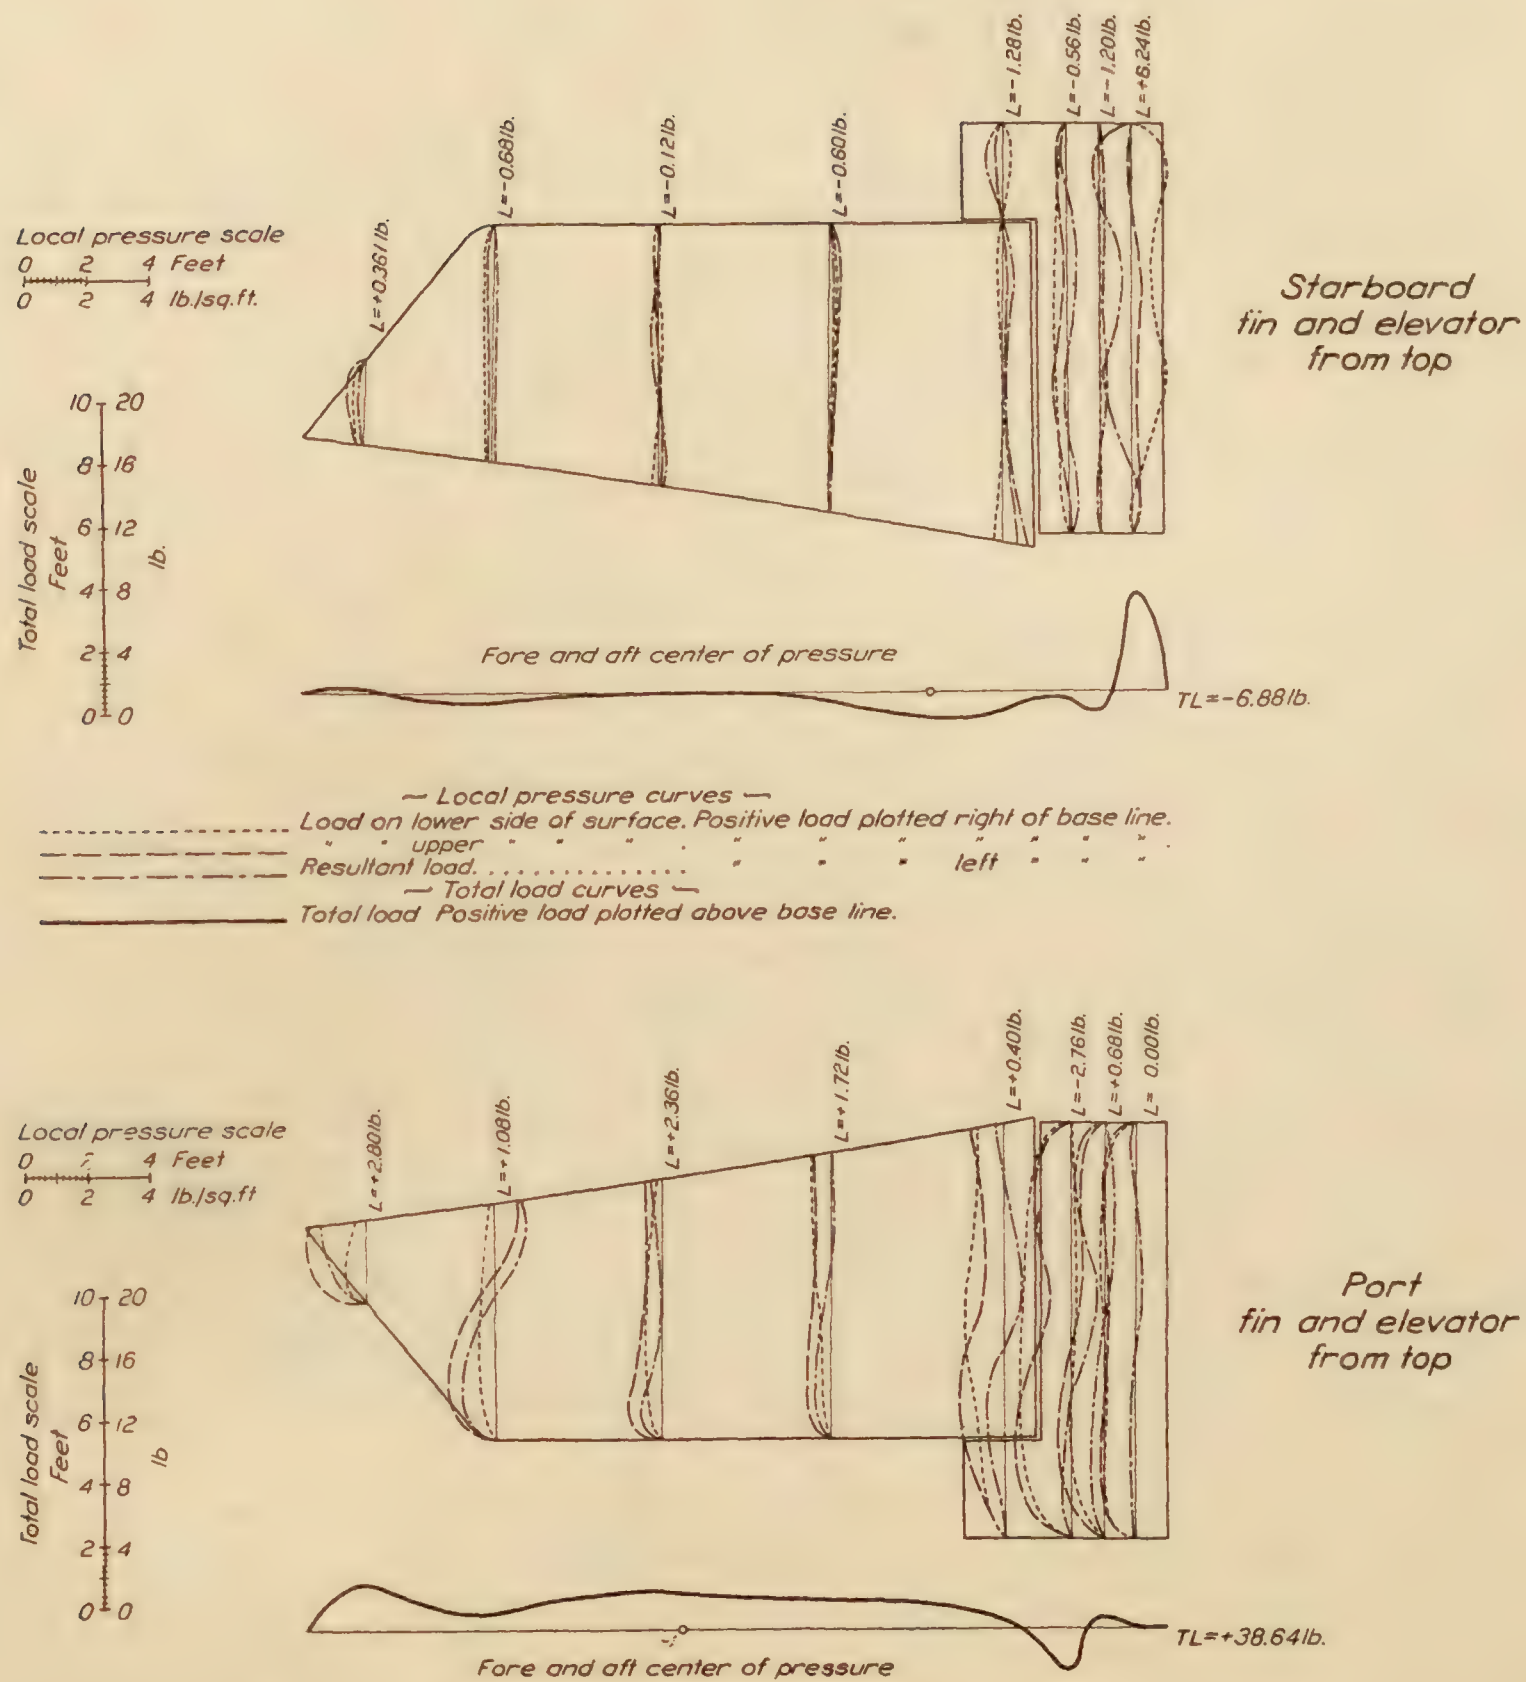 L=-1.28lb.
L=-0.56lb.
L=-1.20lb.
L=+6.24lb.
L=-0.68lb.
L=-0.12lb.
L=-0.60lb.
L=+0.361lb.
Local pressure scale
0 2 4 Feet
0 2 4 lb./sq.ft.
Starboard
fin and elevator
from top
Total load scale
Feet
lb.
10 20
8 16
6 12
4 8
2 4
0 0
Fore and aft center of pressure
TL=-6.88lb.
Local pressure curves
Load on lower side of surface. Positive load plotted right of base line.
" " upper " " " . " " " " " " " .
Resultant load. . . . . . . . . . . . . . . " " " left " " " .
Total load curves
Total load Positive load plotted above base line.
L=+0.40lb.
L=-2.76lb.
L=+0.68lb.
L= 0.00lb.
L=+2.80lb.
L=+1.08lb.
L=+2.36lb.
L=+1.72lb.
Local pressure scale
0 2 4 Feet
0 2 4 lb./sq.ft
Port
fin and elevator
from top
Total load scale
Feet
lb
10 20
8 16
6 12
4 8
2 4
0 0
TL=+38.64lb.
Fore and aft center of pressure